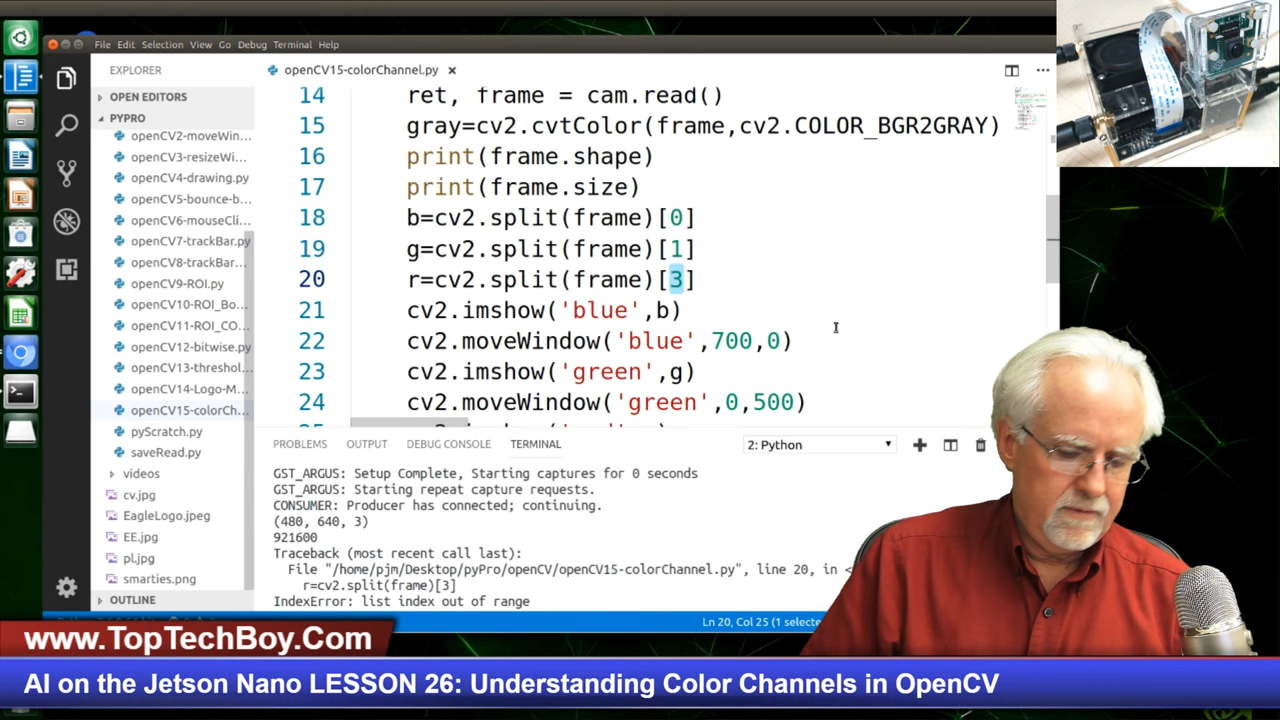 File Edit Selection View Go Debug Terminal Help
EXPLORER
OPEN EDITORS
PYPRO
openCV2-moveWin...
openCV3-resizeWi...
openCV4-drawing.py
openCV5-bounce-b...
openCV6-mouseCli...
openCV7-trackBar.py
openCV8-trackBar...
openCV9-ROI.py
openCV10-ROI_Bo...
openCV11-ROI_CO...
openCV12-bitwise.py
openCV13-threshol...
openCV14-Logo-M...
openCV15-colorCh...
pyScratch.py
saveRead.py
videos
cv.jpg
EagleLogo.jpeg
EE.jpg
pl.jpg
smarties.png
OUTLINE
openCV15-colorChannel.py
14 ret, frame = cam.read()
15 gray=cv2.cvtColor(frame,cv2.COLOR_BGR2GRAY)
16 print(frame.shape)
17 print(frame.size)
18 b=cv2.split(frame)[0]
19 g=cv2.split(frame)[1]
20 r=cv2.split(frame)[3]
21 cv2.imshow('blue',b)
22 cv2.moveWindow('blue',700,0)
23 cv2.imshow('green',g)
24 cv2.moveWindow('green',0,500)
PROBLEMS OUTPUT DEBUG CONSOLE TERMINAL 2: Python
GST_ARGUS: Setup Complete, Starting captures for 0 seconds
GST_ARGUS: Starting repeat capture requests.
CONSUMER: Producer has connected; continuing.
(480, 640, 3)
921600
Traceback (most recent call last):
File "/home/pjm/Desktop/pyPro/openCV/openCV15-colorChannel.py", line 20, in <
r=cv2.split(frame)[3]
IndexError: list index out of range
Ln 20, Col 25 (1 selec
www.TopTechBoy.Com
AI on the Jetson Nano LESSON 26: Understanding Color Channels in OpenCV